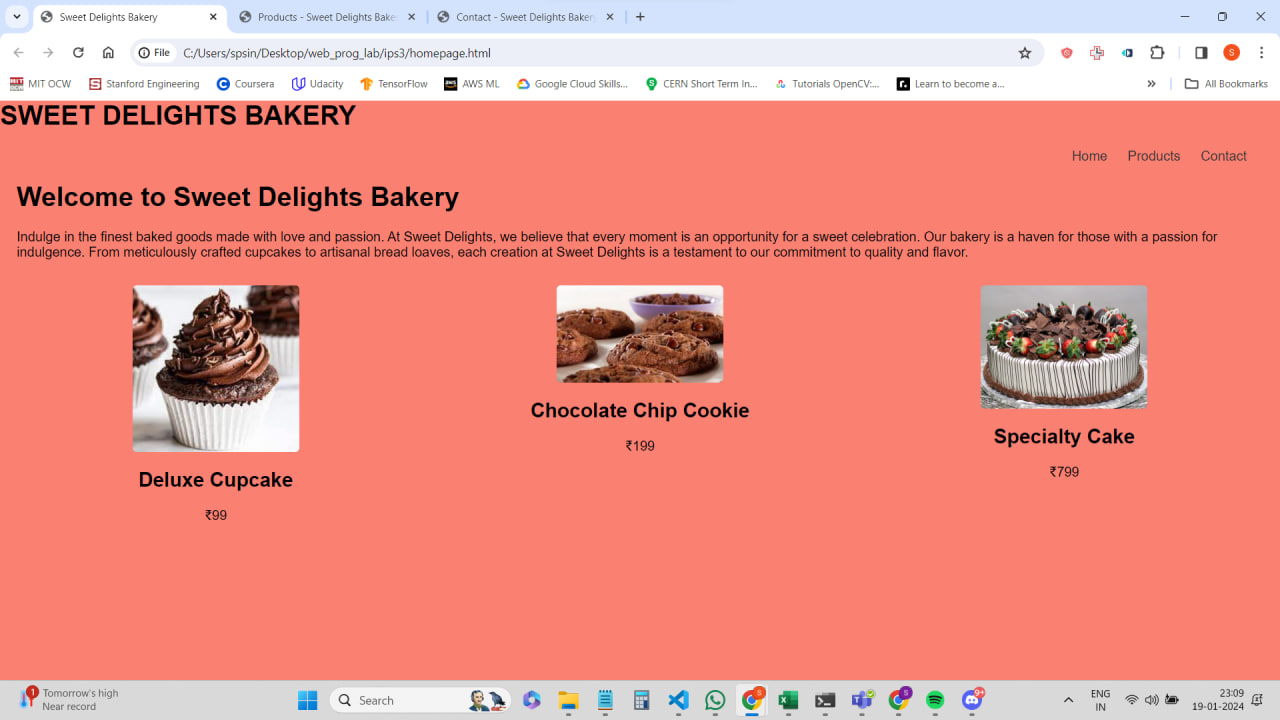 Sweet Delights Bakery
Products - Sweet Delights Bake
Contact - Sweet Delights Bakery
File
C:/Users/spsin/Desktop/web_prog_lab/ips3/homepage.html
S
MIT OCW
Stanford Engineering
Coursera
Udacity
TensorFlow
AWS ML
Google Cloud Skills...
CERN Short Term In...
Tutorials OpenCV:...
Learn to become a...
»
All Bookmarks
SWEET DELIGHTS BAKERY
Home Products Contact
Welcome to Sweet Delights Bakery
Indulge in the finest baked goods made with love and passion. At Sweet Delights, we believe that every moment is an opportunity for a sweet celebration. Our bakery is a haven for those with a passion for
indulgence. From meticulously crafted cupcakes to artisanal bread loaves, each creation at Sweet Delights is a testament to our commitment to quality and flavor.
Deluxe Cupcake
₹99
Chocolate Chip Cookie
₹199
Specialty Cake
₹799
1
Tomorrow's high
Near record
Search
9+
ENG
IN
23:09
19-01-2024